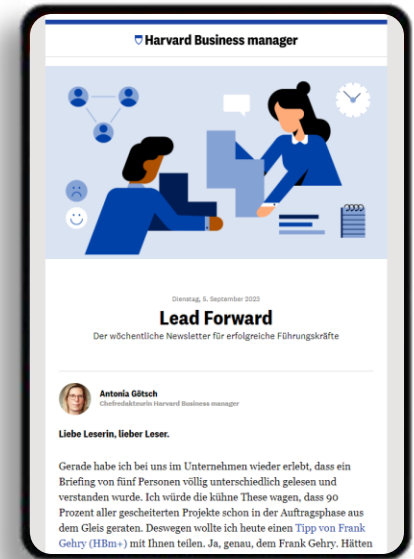 Harvard Business manager
Dienstag, 5. September 2023
Lead Forward
Der wöchentliche Newsletter für erfolgreiche Führungskräfte
Antonia Götsch
Chefredakteurin Harvard Business manager
Liebe Leserin, lieber Leser.
Gerade habe ich bei uns im Unternehmen wieder erlebt, dass ein
Briefing von fünf Personen völlig unterschiedlich gelesen und
verstanden wurde. Ich würde die kühne These wagen, dass 90
Prozent aller gescheiterten Projekte schon in der Auftragsphase aus
dem Gleis geraten. Deswegen wollte ich heute einen Tipp von Frank
Gehry (HBm+) mit Ihnen teilen. Ja, genau, dem Frank Gehry. Hätten